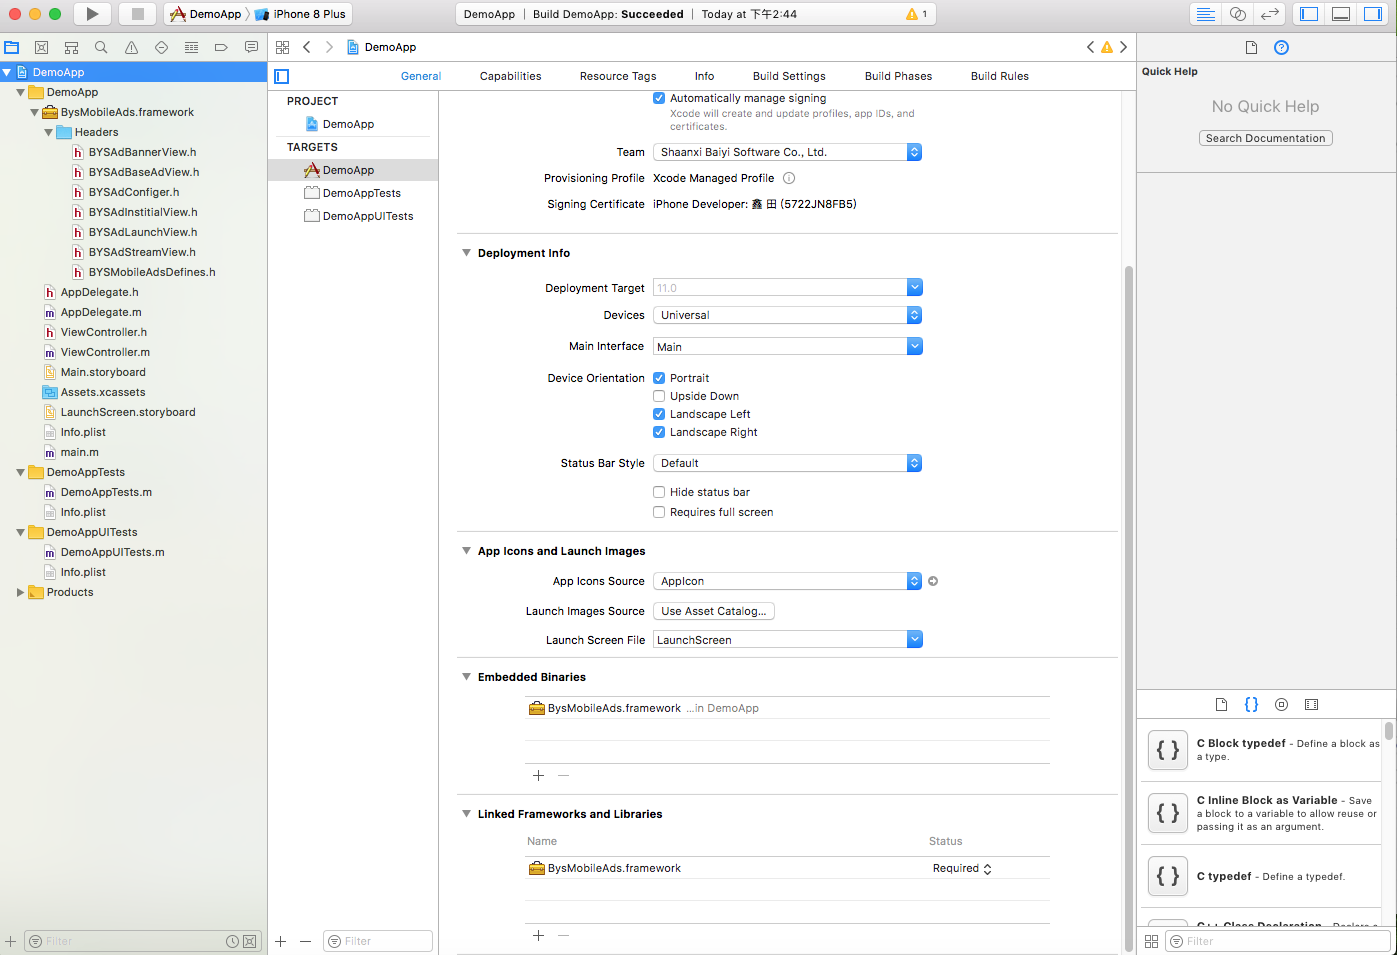 DemoApp
iPhone 8 Plus
DemoApp | Build DemoApp: Succeeded | Today at 下午2:44
1
DemoApp
DemoApp
BysMobileAds.framework
Headers
BYSAdBannerView.h
BYSAdBaseAdView.h
BYSAdConfiger.h
BYSAdInstitialView.h
BYSAdLaunchView.h
BYSAdStreamView.h
BYSMobileAdsDefines.h
AppDelegate.h
AppDelegate.m
ViewController.h
ViewController.m
Main.storyboard
Assets.xcassets
LaunchScreen.storyboard
Info.plist
main.m
DemoAppTests
DemoAppTests.m
Info.plist
DemoAppUITests
DemoAppUITests.m
Info.plist
Products
Filter
DemoApp
General
Capabilities
Resource Tags
Info
Build Settings
Build Phases
Build Rules
PROJECT
DemoApp
TARGETS
DemoApp
DemoAppTests
DemoAppUITests
Filter
Automatically manage signing
Xcode will create and update profiles, app IDs, and
certificates.
Team Shaanxi Baiyi Software Co., Ltd.
Provisioning Profile Xcode Managed Profile
Signing Certificate iPhone Developer: 鑫 田 (5722JN8FB5)
Deployment Info
Deployment Target 11.0
Devices Universal
Main Interface Main
Device Orientation Portrait
Upside Down
Landscape Left
Landscape Right
Status Bar Style Default
Hide status bar
Requires full screen
App Icons and Launch Images
App Icons Source AppIcon
Launch Images Source Use Asset Catalog...
Launch Screen File LaunchScreen
Embedded Binaries
BysMobileAds.framework ...in DemoApp
Linked Frameworks and Libraries
Name Status
BysMobileAds.framework Required
Quick Help
No Quick Help
Search Documentation
C Block typedef - Define a block as
a type.
C Inline Block as Variable - Save
a block to a variable to allow reuse or
passing it as an argument.
C typedef - Define a typedef.
C++ Class Declaration - Declare a
Filter